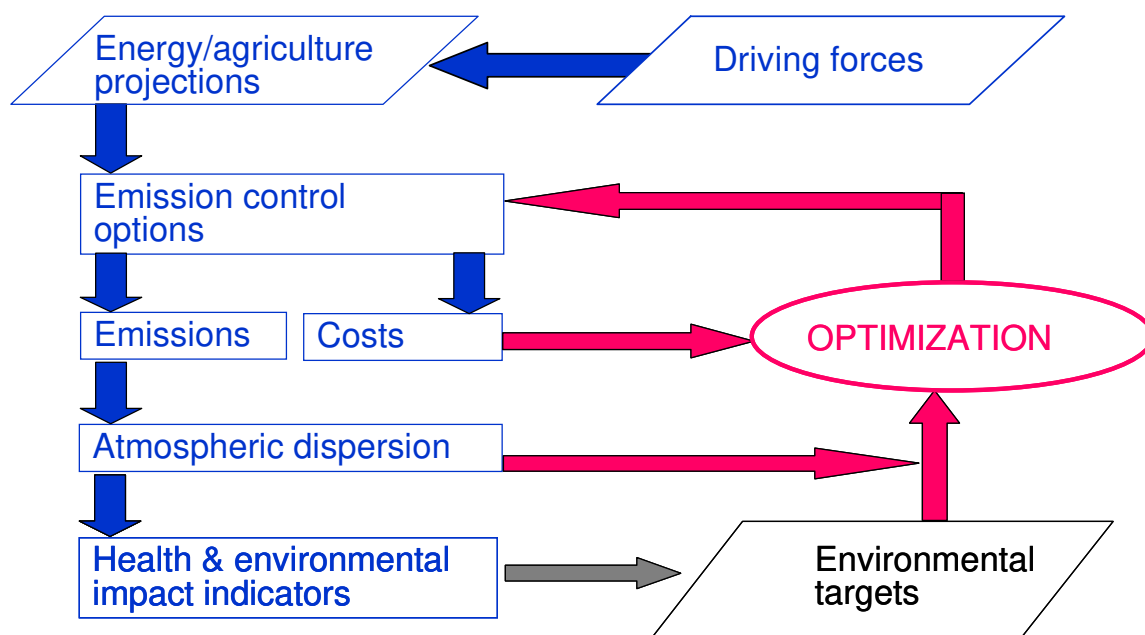 Energy/agriculture
projections
Driving forces
Emission control
options
Emissions
Costs
OPTIMIZATION
Atmospheric dispersion
Health & environmental
impact indicators
Environmental
targets